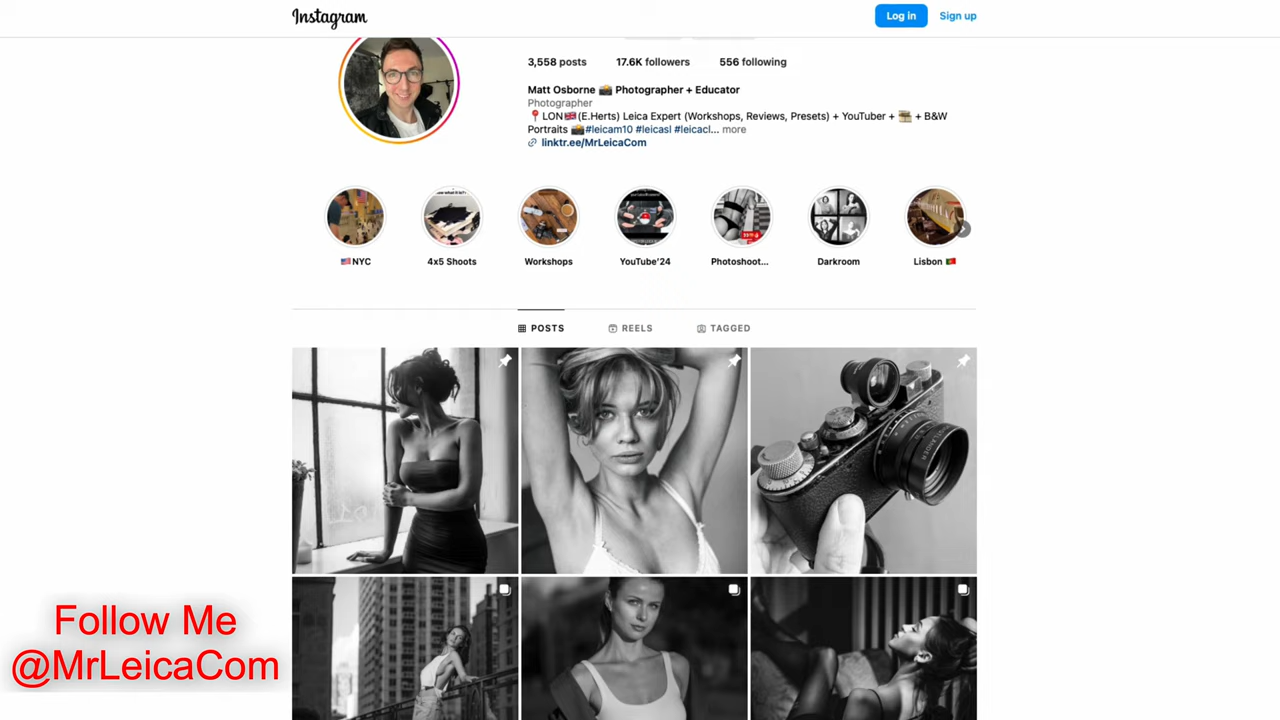 Instagram
Log in
Sign up
3,558 posts 17.6K followers 556 following
Matt Osborne 📸 Photographer + Educator
Photographer
📍LON🇬🇧(E.Herts) Leica Expert (Workshops, Reviews, Presets) + YouTuber + 🎞 + B&W
Portraits 📸#leicam10 #leicasl #leicacl... more
linktr.ee/MrLeicaCom
🇺🇸NYC
4x5 Shoots
Workshops
YouTube'24
Photoshoot...
Darkroom
Lisbon 🇵🇹
POSTS
REELS
TAGGED
Follow Me
@MrLeicaCom